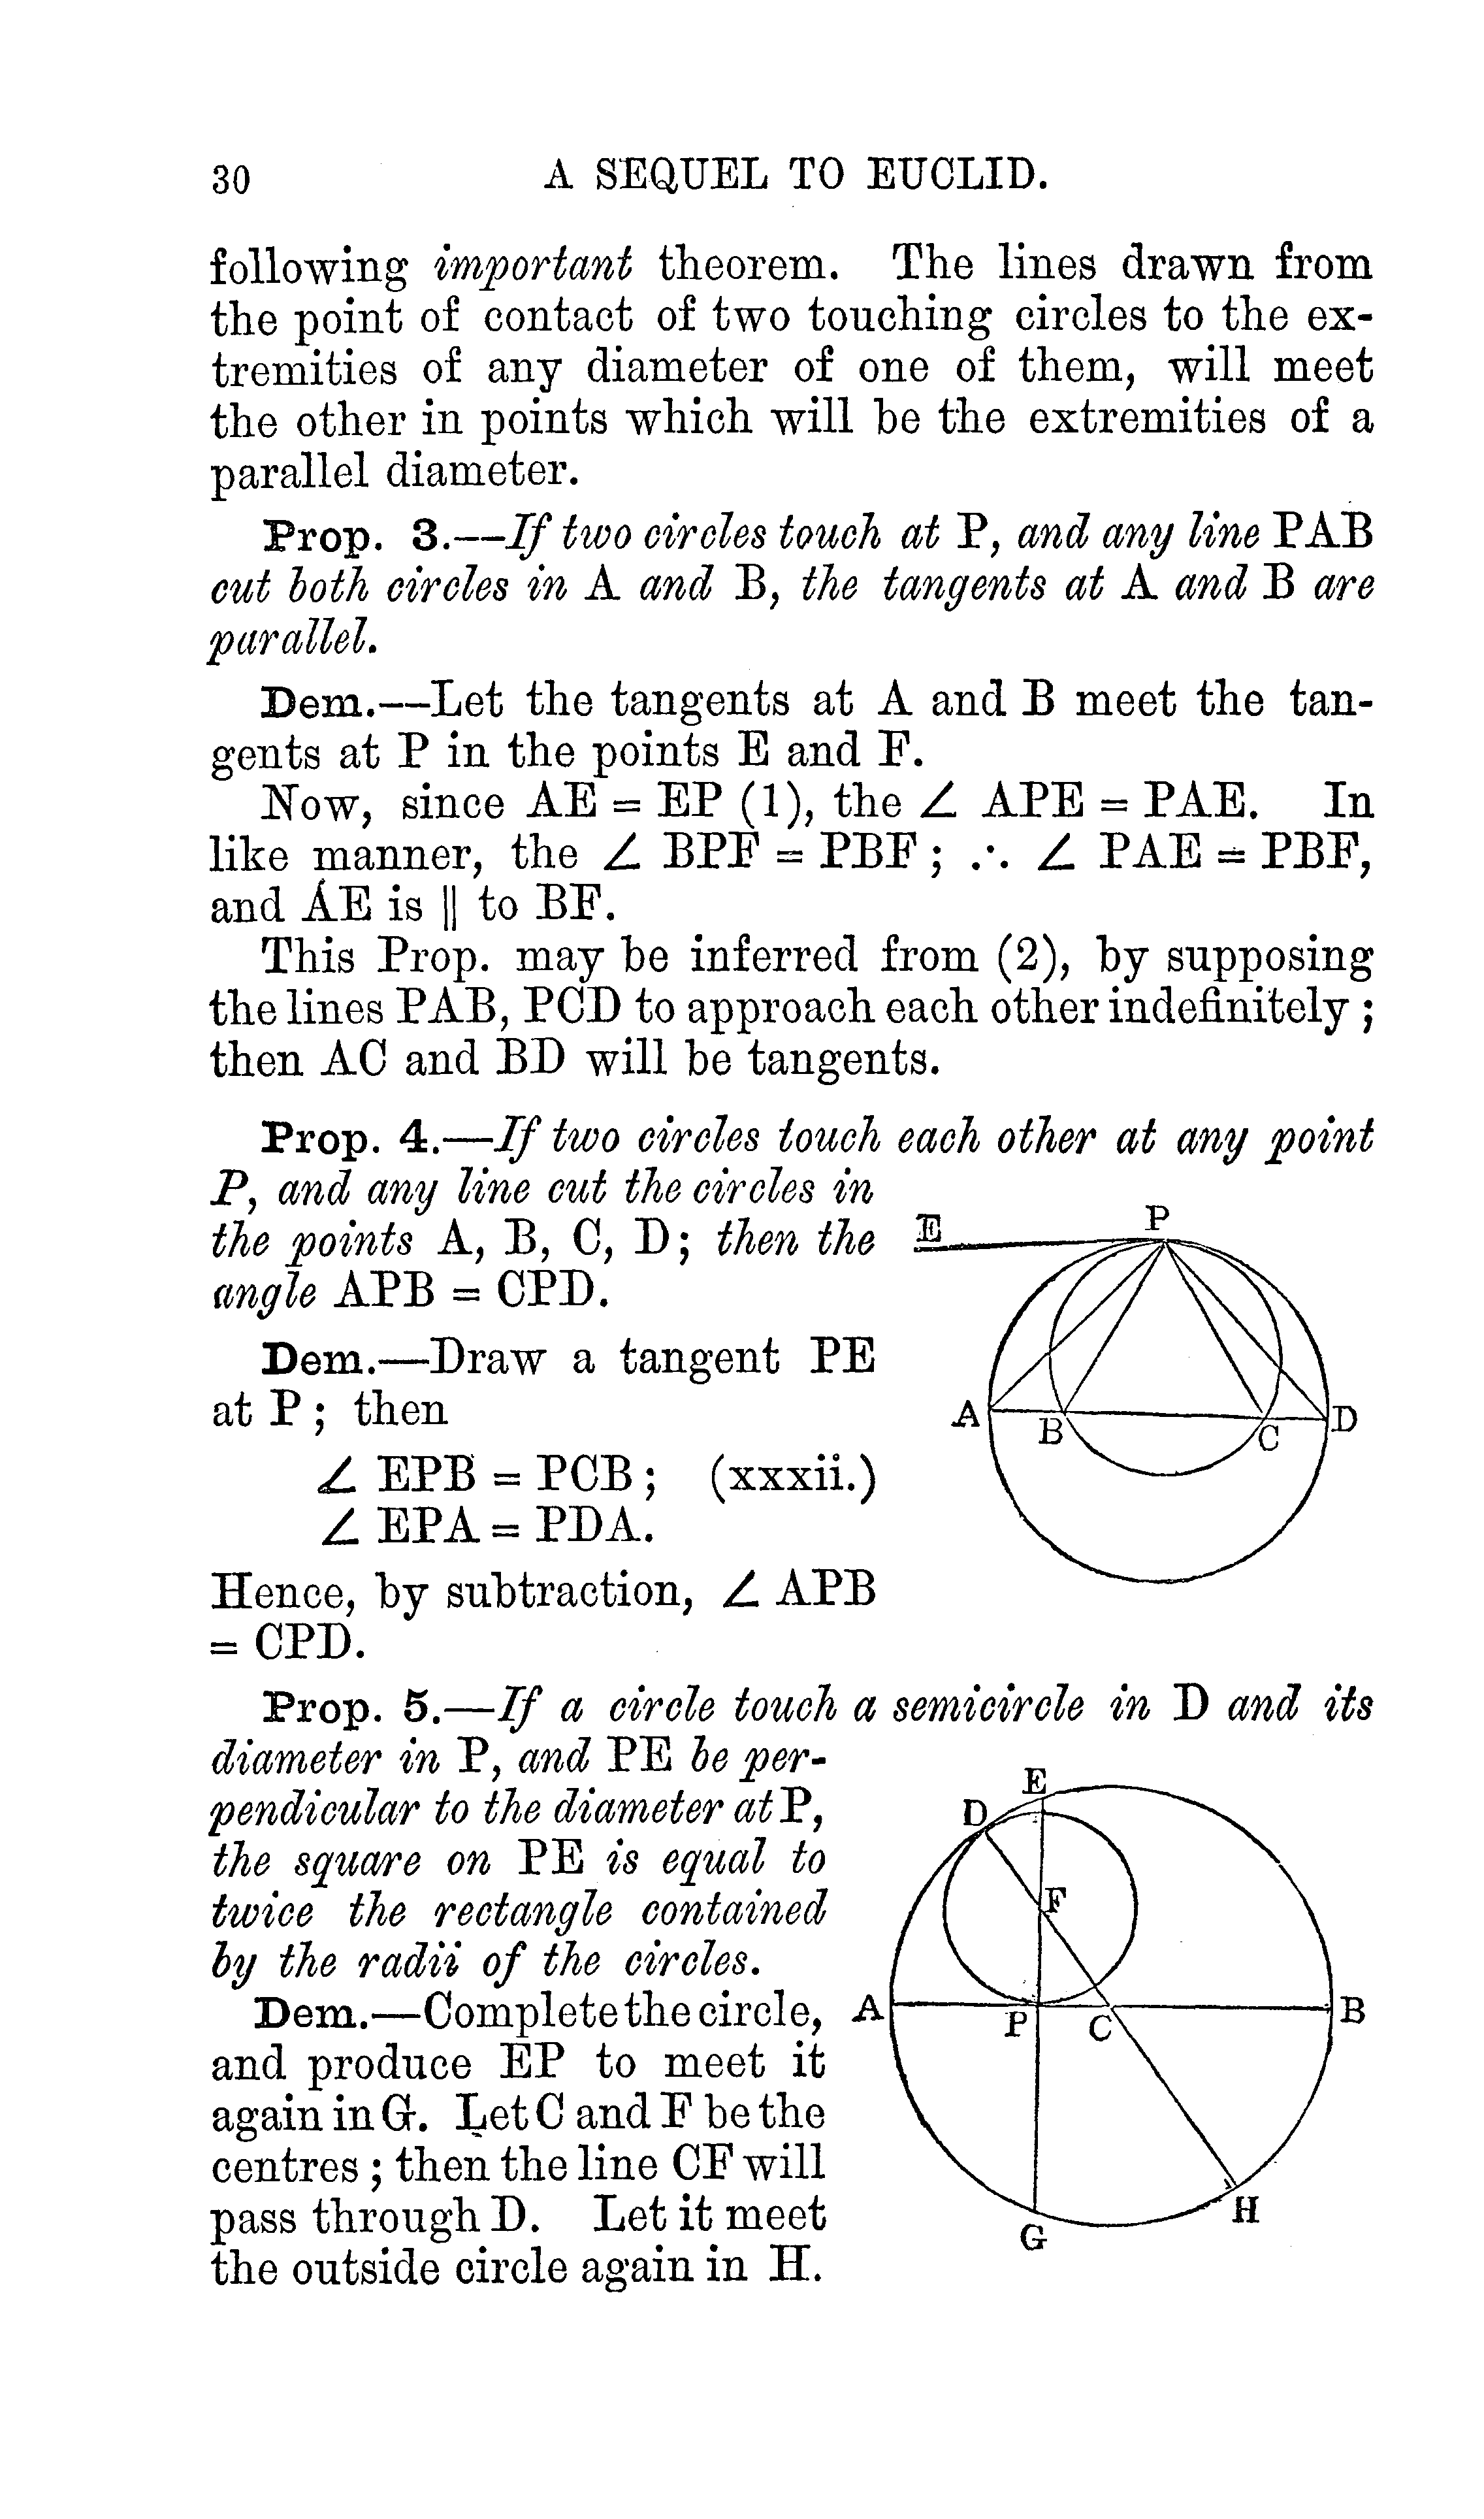 30 A SEQUEL TO EUCLID.
following important theorem. The lines drawn from
the point of contact of two touching circles to the ex-
tremities of any diameter of one of them, will meet
the other in points which will be the extremities of a
parallel diameter.
Prop. 3.—If two circles touch at P, and any line PAB
cut both circles in A and B, the tangents at A and B are
parallel.
Dem.—Let the tangents at A and B meet the tan-
gents at P in the points E and F.
Now, since AE = EP (1), the ∠ APE = PAE. In
like manner, the ∠ BPF = PBF; ∴ ∠ PAE = PBF,
and AE is || to BF.
This Prop. may be inferred from (2), by supposing
the lines PAB, PCD to approach each other indefinitely;
then AC and BD will be tangents.
Prop. 4.—If two circles touch each other at any point
P, and any line cut the circles in
the points A, B, C, D; then the
angle APB = CPD.
Dem.—Draw a tangent PE
at P; then
∠ EPB = PCB; (xxxii.)
∠ EPA = PDA.
Hence, by subtraction, ∠ APB
= CPD.
E
P
A
B
C
D
Prop. 5.—If a circle touch a semicircle in D and its
diameter in P, and PE be per-
pendicular to the diameter at P,
the square on PE is equal to
twice the rectangle contained
by the radii of the circles.
Dem.—Complete the circle,
and produce EP to meet it
again in G. Let C and F be the
centres; then the line CF will
pass through D. Let it meet
the outside circle again in H.
E
D
F
A
P
C
B
H
G